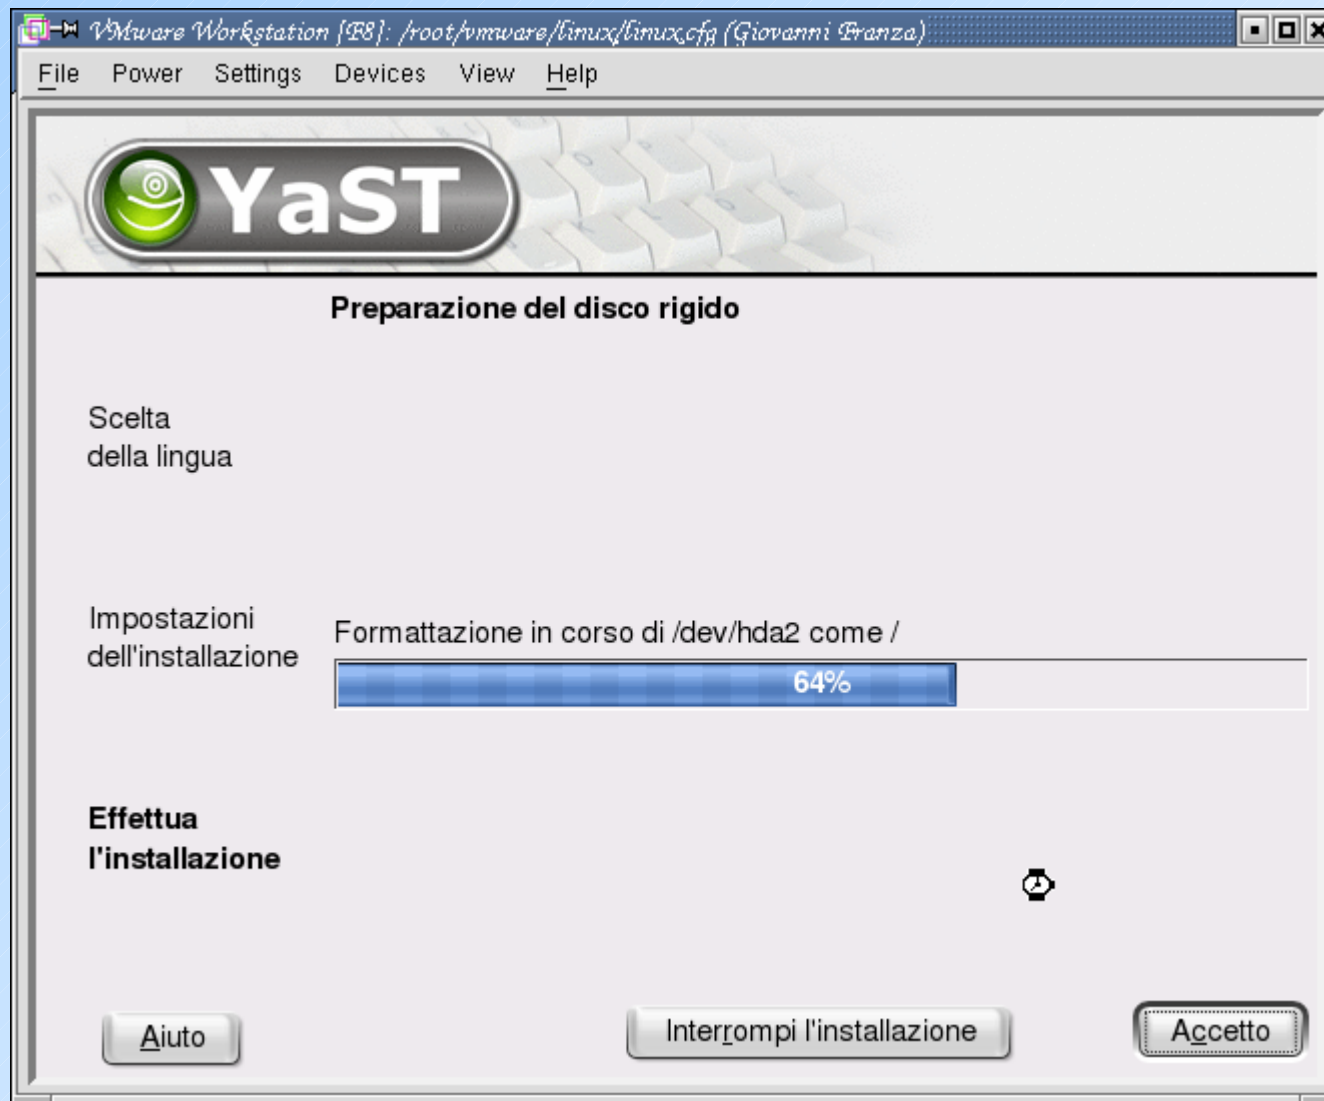 VMware Workstation [F8]: /root/vmware/linux/linux.cfg (Giovanni Franza)
File Power Settings Devices View Help
YaST
Preparazione del disco rigido
Scelta
della lingua
Impostazioni
dell'installazione
Formattazione in corso di /dev/hda2 come /
64%
Effettua
l'installazione
Aiuto
Interrompi l'installazione
Accetto